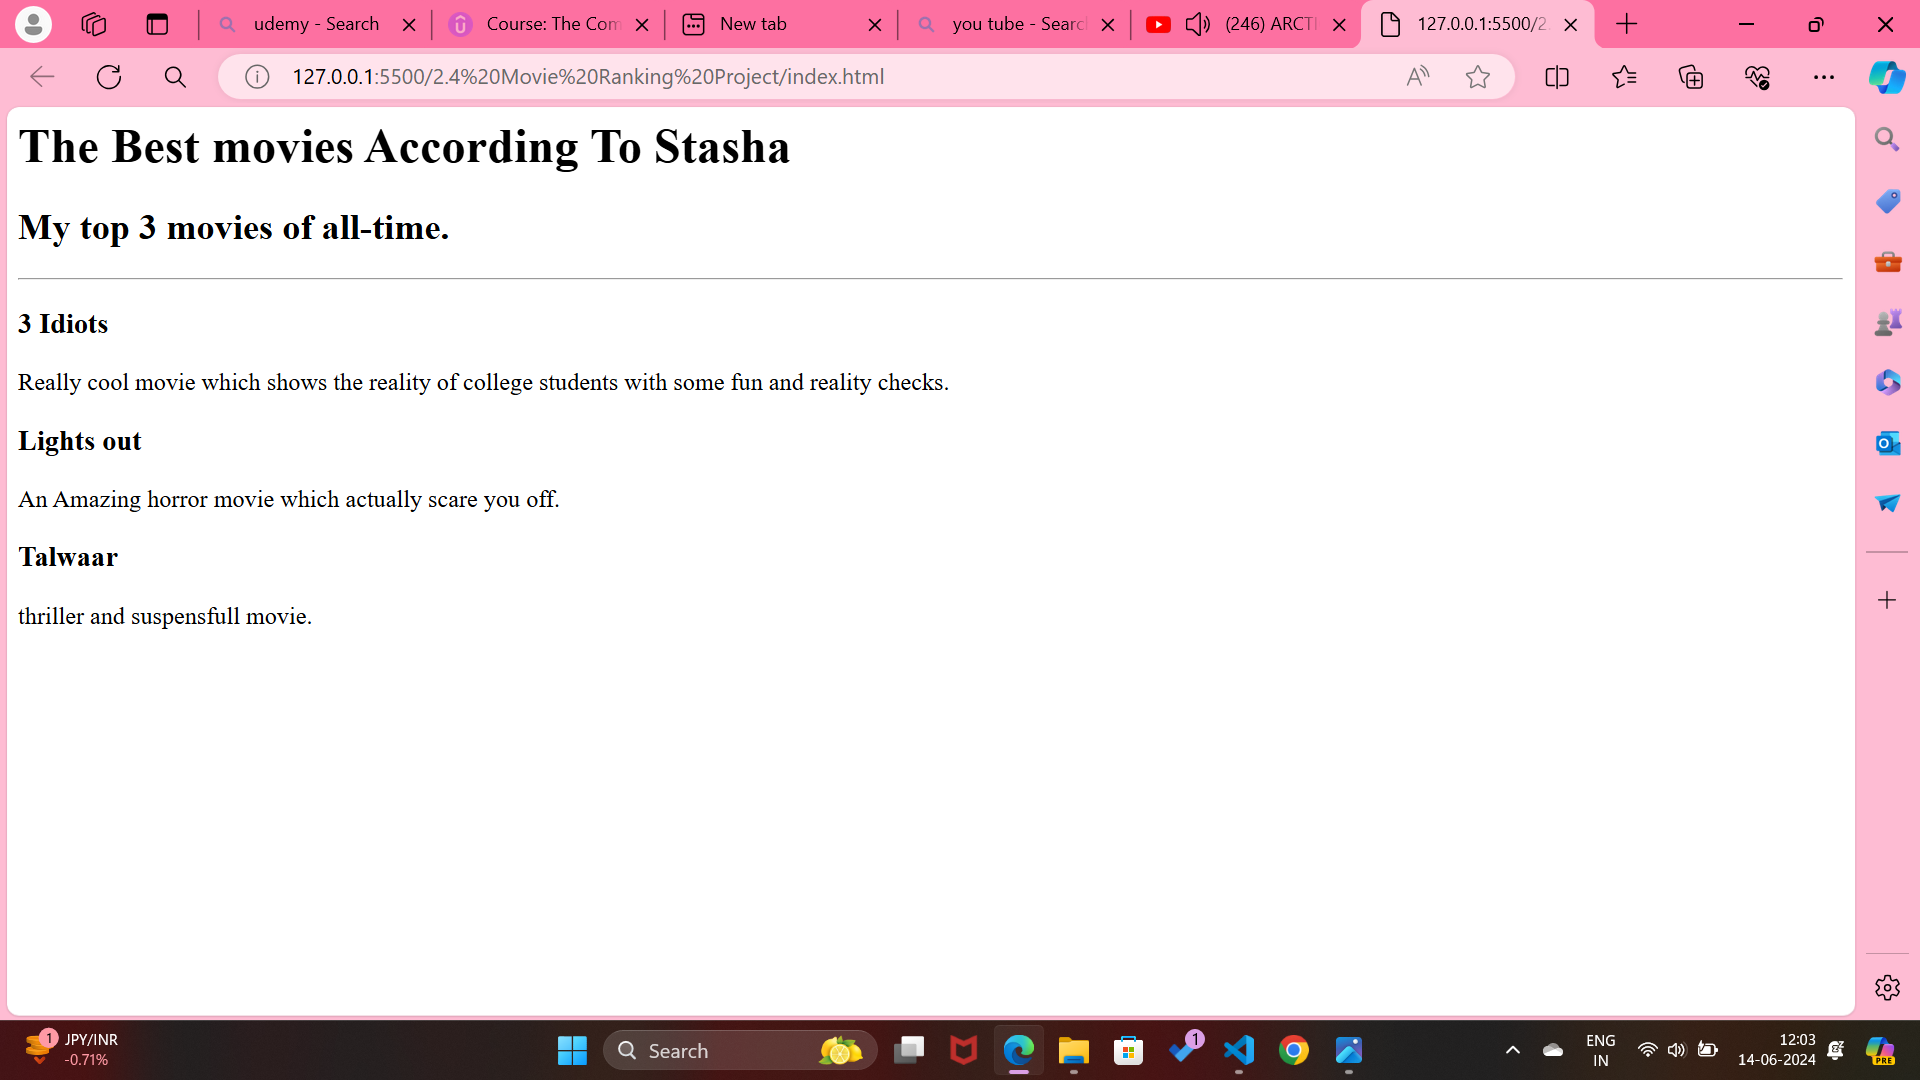 udemy - Search
Course: The Com
New tab
you tube - Searc
(246) ARCTI
127.0.0.1:5500/2
127.0.0.1:5500/2.4%20Movie%20Ranking%20Project/index.html
The Best movies According To Stasha
My top 3 movies of all-time.
3 Idiots
Really cool movie which shows the reality of college students with some fun and reality checks.
Lights out
An Amazing horror movie which actually scare you off.
Talwaar
thriller and suspensfull movie.
1
JPY/INR
-0.71%
Search
1
ENG
IN
12:03
14-06-2024
PRE